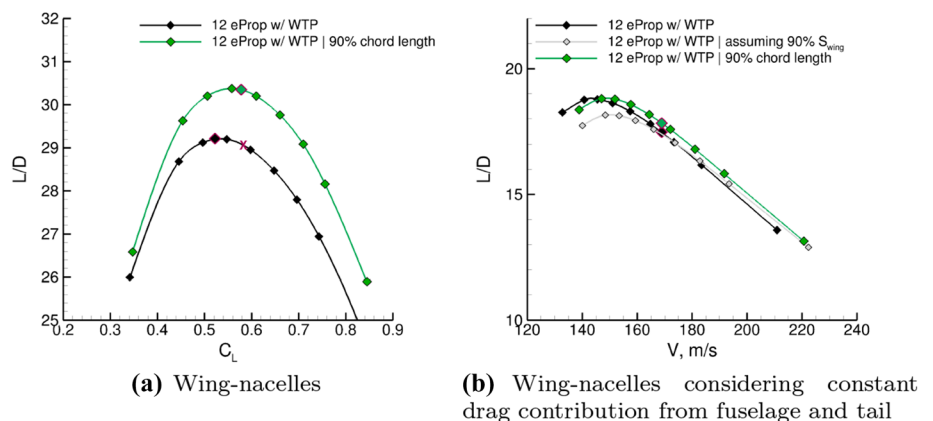 32
31
30
29
28
27
26
25
L/D
0.2 0.3 0.4 0.5 0.6 0.7 0.8 0.9
C_L
12 eProp w/ WTP
12 eProp w/ WTP | 90% chord length
(a) Wing-nacelles
20
15
10
L/D
120 140 160 180 200 220 240
V, m/s
12 eProp w/ WTP
12 eProp w/ WTP | assuming 90% S_wing
12 eProp w/ WTP | 90% chord length
(b) Wing-nacelles considering constant
drag contribution from fuselage and tail